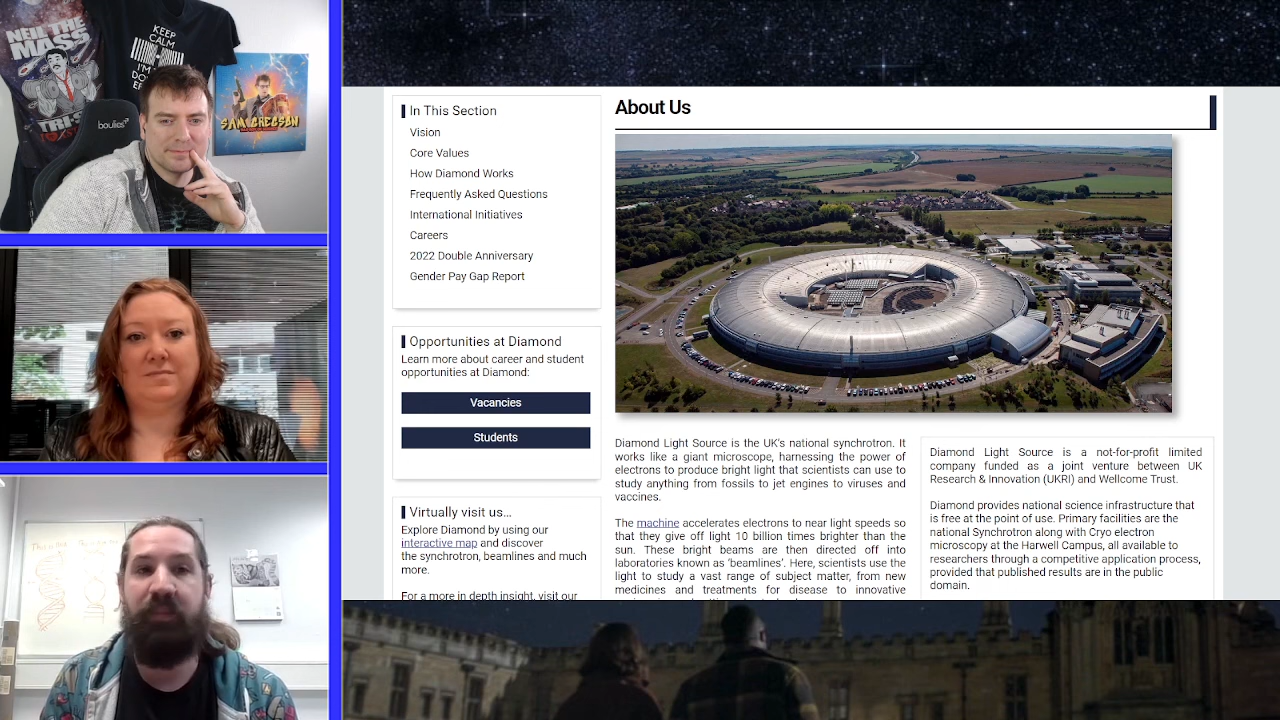 NEIL THE
MASS
TRI-S
KEEP
CALM
I'M
DO
boulies
SAM GREGSON
In This Section
Vision
Core Values
How Diamond Works
Frequently Asked Questions
International Initiatives
Careers
2022 Double Anniversary
Gender Pay Gap Report
Opportunities at Diamond
Learn more about career and student
opportunities at Diamond:
Vacancies
Students
Virtually visit us...
Explore Diamond by using our
interactive map and discover
the synchrotron, beamlines and much
more.
For a more in depth insight, visit our
About Us
Diamond Light Source is the UK's national synchrotron. It
works like a giant microscope, harnessing the power of
electrons to produce bright light that scientists can use to
study anything from fossils to jet engines to viruses and
vaccines.
The machine accelerates electrons to near light speeds so
that they give off light 10 billion times brighter than the
sun. These bright beams are then directed off into
laboratories known as 'beamlines'. Here, scientists use the
light to study a vast range of subject matter, from new
medicines and treatments for disease to innovative
Diamond Light Source is a not-for-profit limited
company funded as a joint venture between UK
Research & Innovation (UKRI) and Wellcome Trust.
Diamond provides national science infrastructure that
is free at the point of use. Primary facilities are the
national Synchrotron along with Cryo electron
microscopy at the Harwell Campus, all available to
researchers through a competitive application process,
provided that published results are in the public
domain.